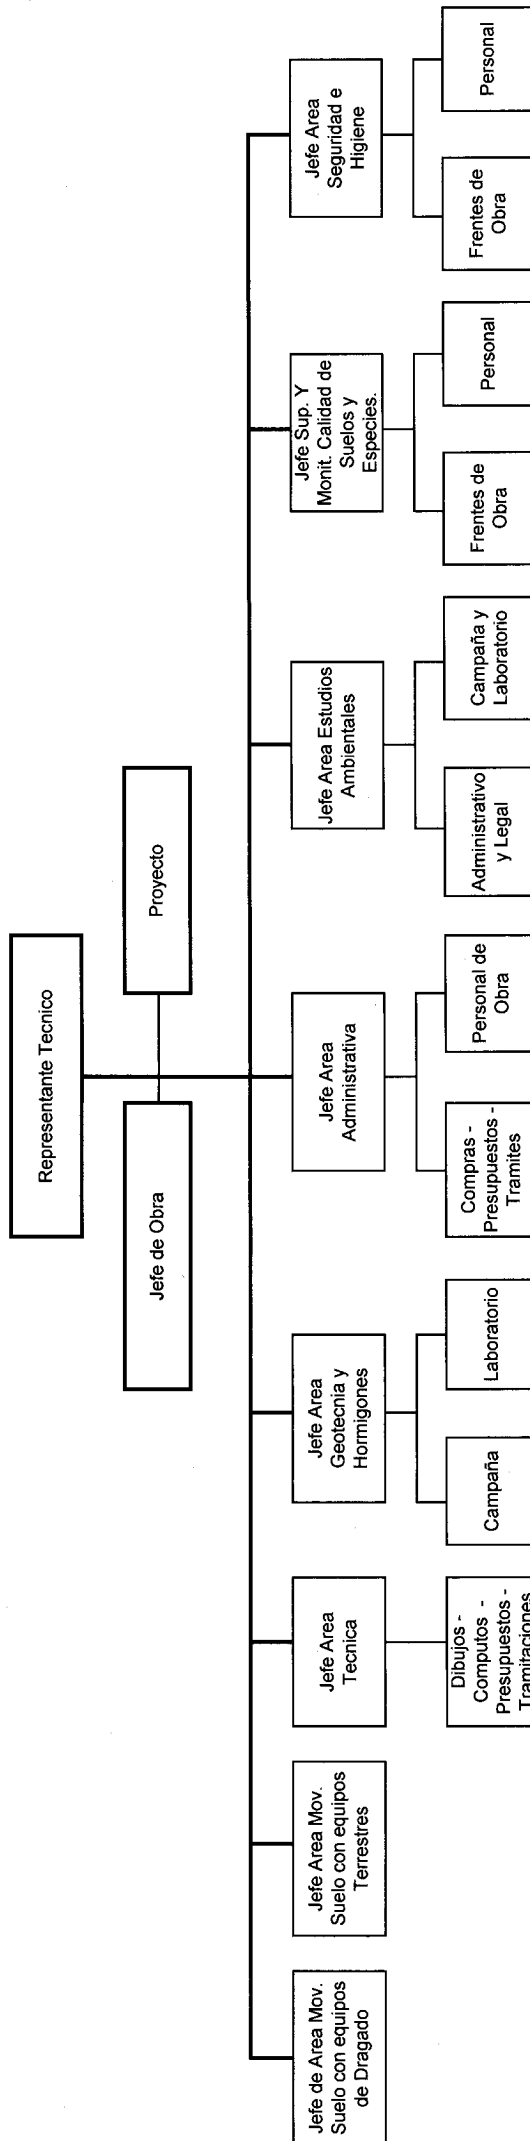 Representante Tecnico
Jefe de Obra
Proyecto
Jefe de Area Mov.
Suelo con equipos
de Dragado
Jefe Area Mov.
Suelo con equipos
Terrestres
Jefe Area
Tecnica
Jefe Area
Geotecnia y
Hormigones
Jefe Area
Administrativa
Jefe Area Estudios
Ambientales
Jefe Sup. Y
Monit. Calidad de
Suelos y
Especies.
Jefe Area
Seguridad e
Higiene
Dibujos -
Computos -
Presupuestos -
Tramitaciones
Campaña
Laboratorio
Compras -
Presupuestos -
Tramites
Personal de
Obra
Administrativo
y Legal
Campaña y
Laboratorio
Frentes de
Obra
Personal
Frentes de
Obra
Personal